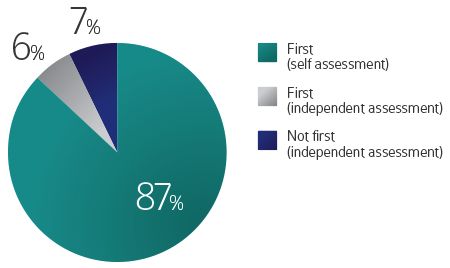 7%
6%
87%
First
(self assessment)
First
(independent assessment)
Not first
(independent assessment)